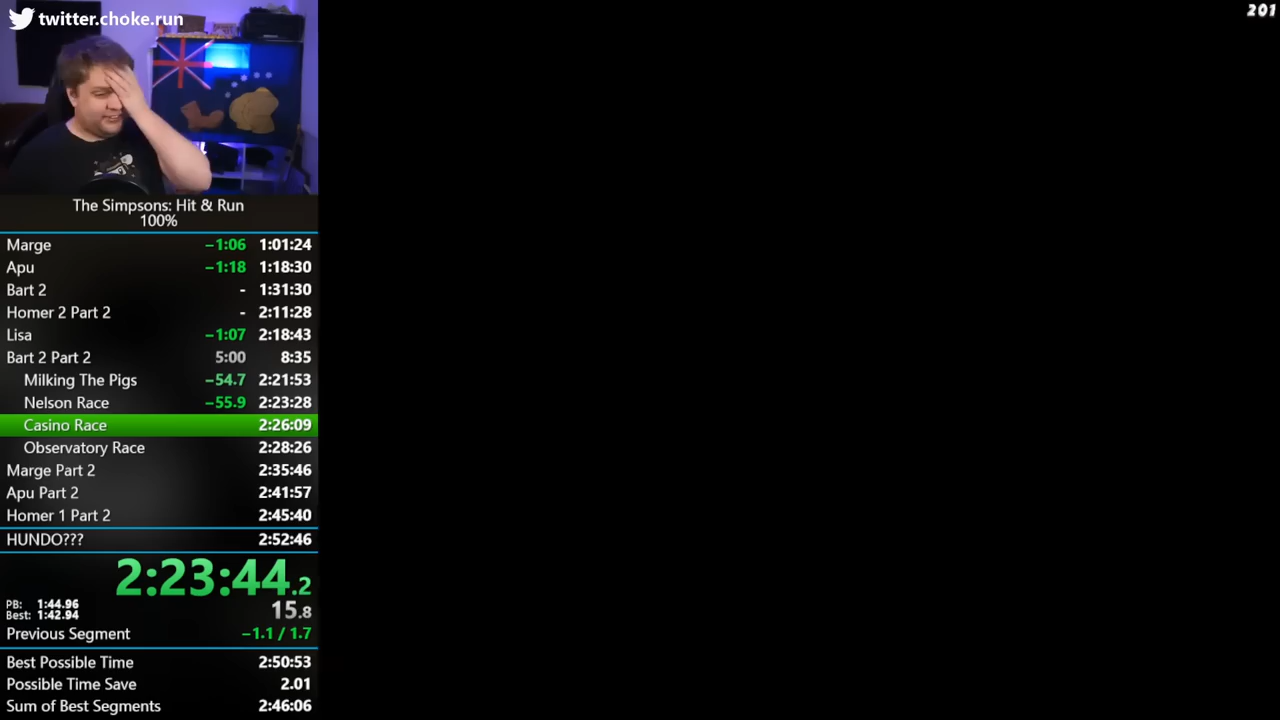 twitter.choke.run
201
The Simpsons: Hit & Run
100%
Marge −1:06 1:01:24
Apu −1:18 1:18:30
Bart 2 - 1:31:30
Homer 2 Part 2 - 2:11:28
Lisa −1:07 2:18:43
Bart 2 Part 2 5:00 8:35
Milking The Pigs −54.7 2:21:53
Nelson Race −55.9 2:23:28
Casino Race 2:26:09
Observatory Race 2:28:26
Marge Part 2 2:35:46
Apu Part 2 2:41:57
Homer 1 Part 2 2:45:40
HUNDO??? 2:52:46
2:23:44.2
PB: 1:44.96 15.8
Best: 1:42.94
Previous Segment −1.1 / 1.7
Best Possible Time 2:50:53
Possible Time Save 2.01
Sum of Best Segments 2:46:06